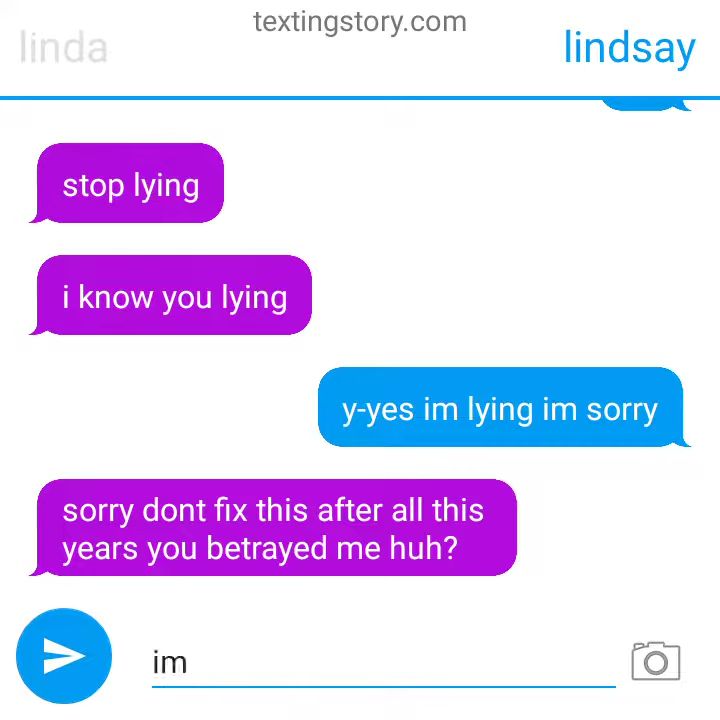 textingstory.com
linda
lindsay
stop lying
i know you lying
y-yes im lying im sorry
sorry dont fix this after all this
years you betrayed me huh?
im